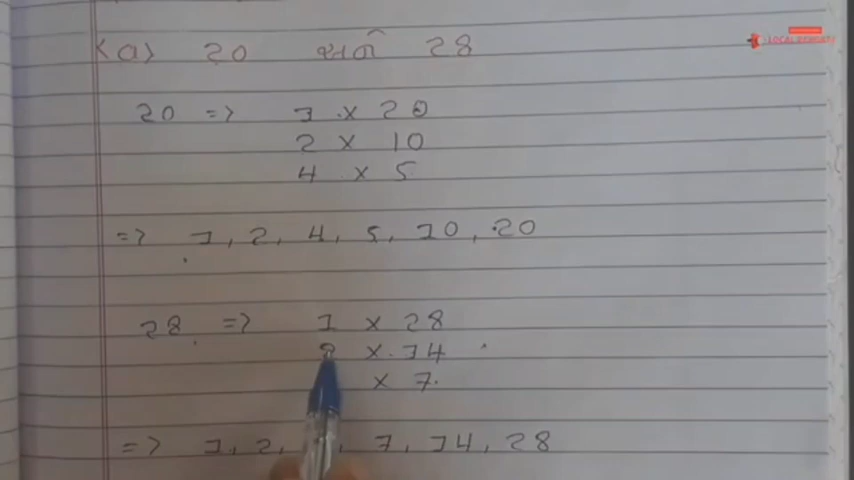 (a) 20 અને 28
20 => 1 x 20
2 x 10
4 x 5
=> 1, 2, 4, 5, 10, 20
28 => 1 x 28
2 x 14
x 7
=> 1, 2, , 7, 14, 28